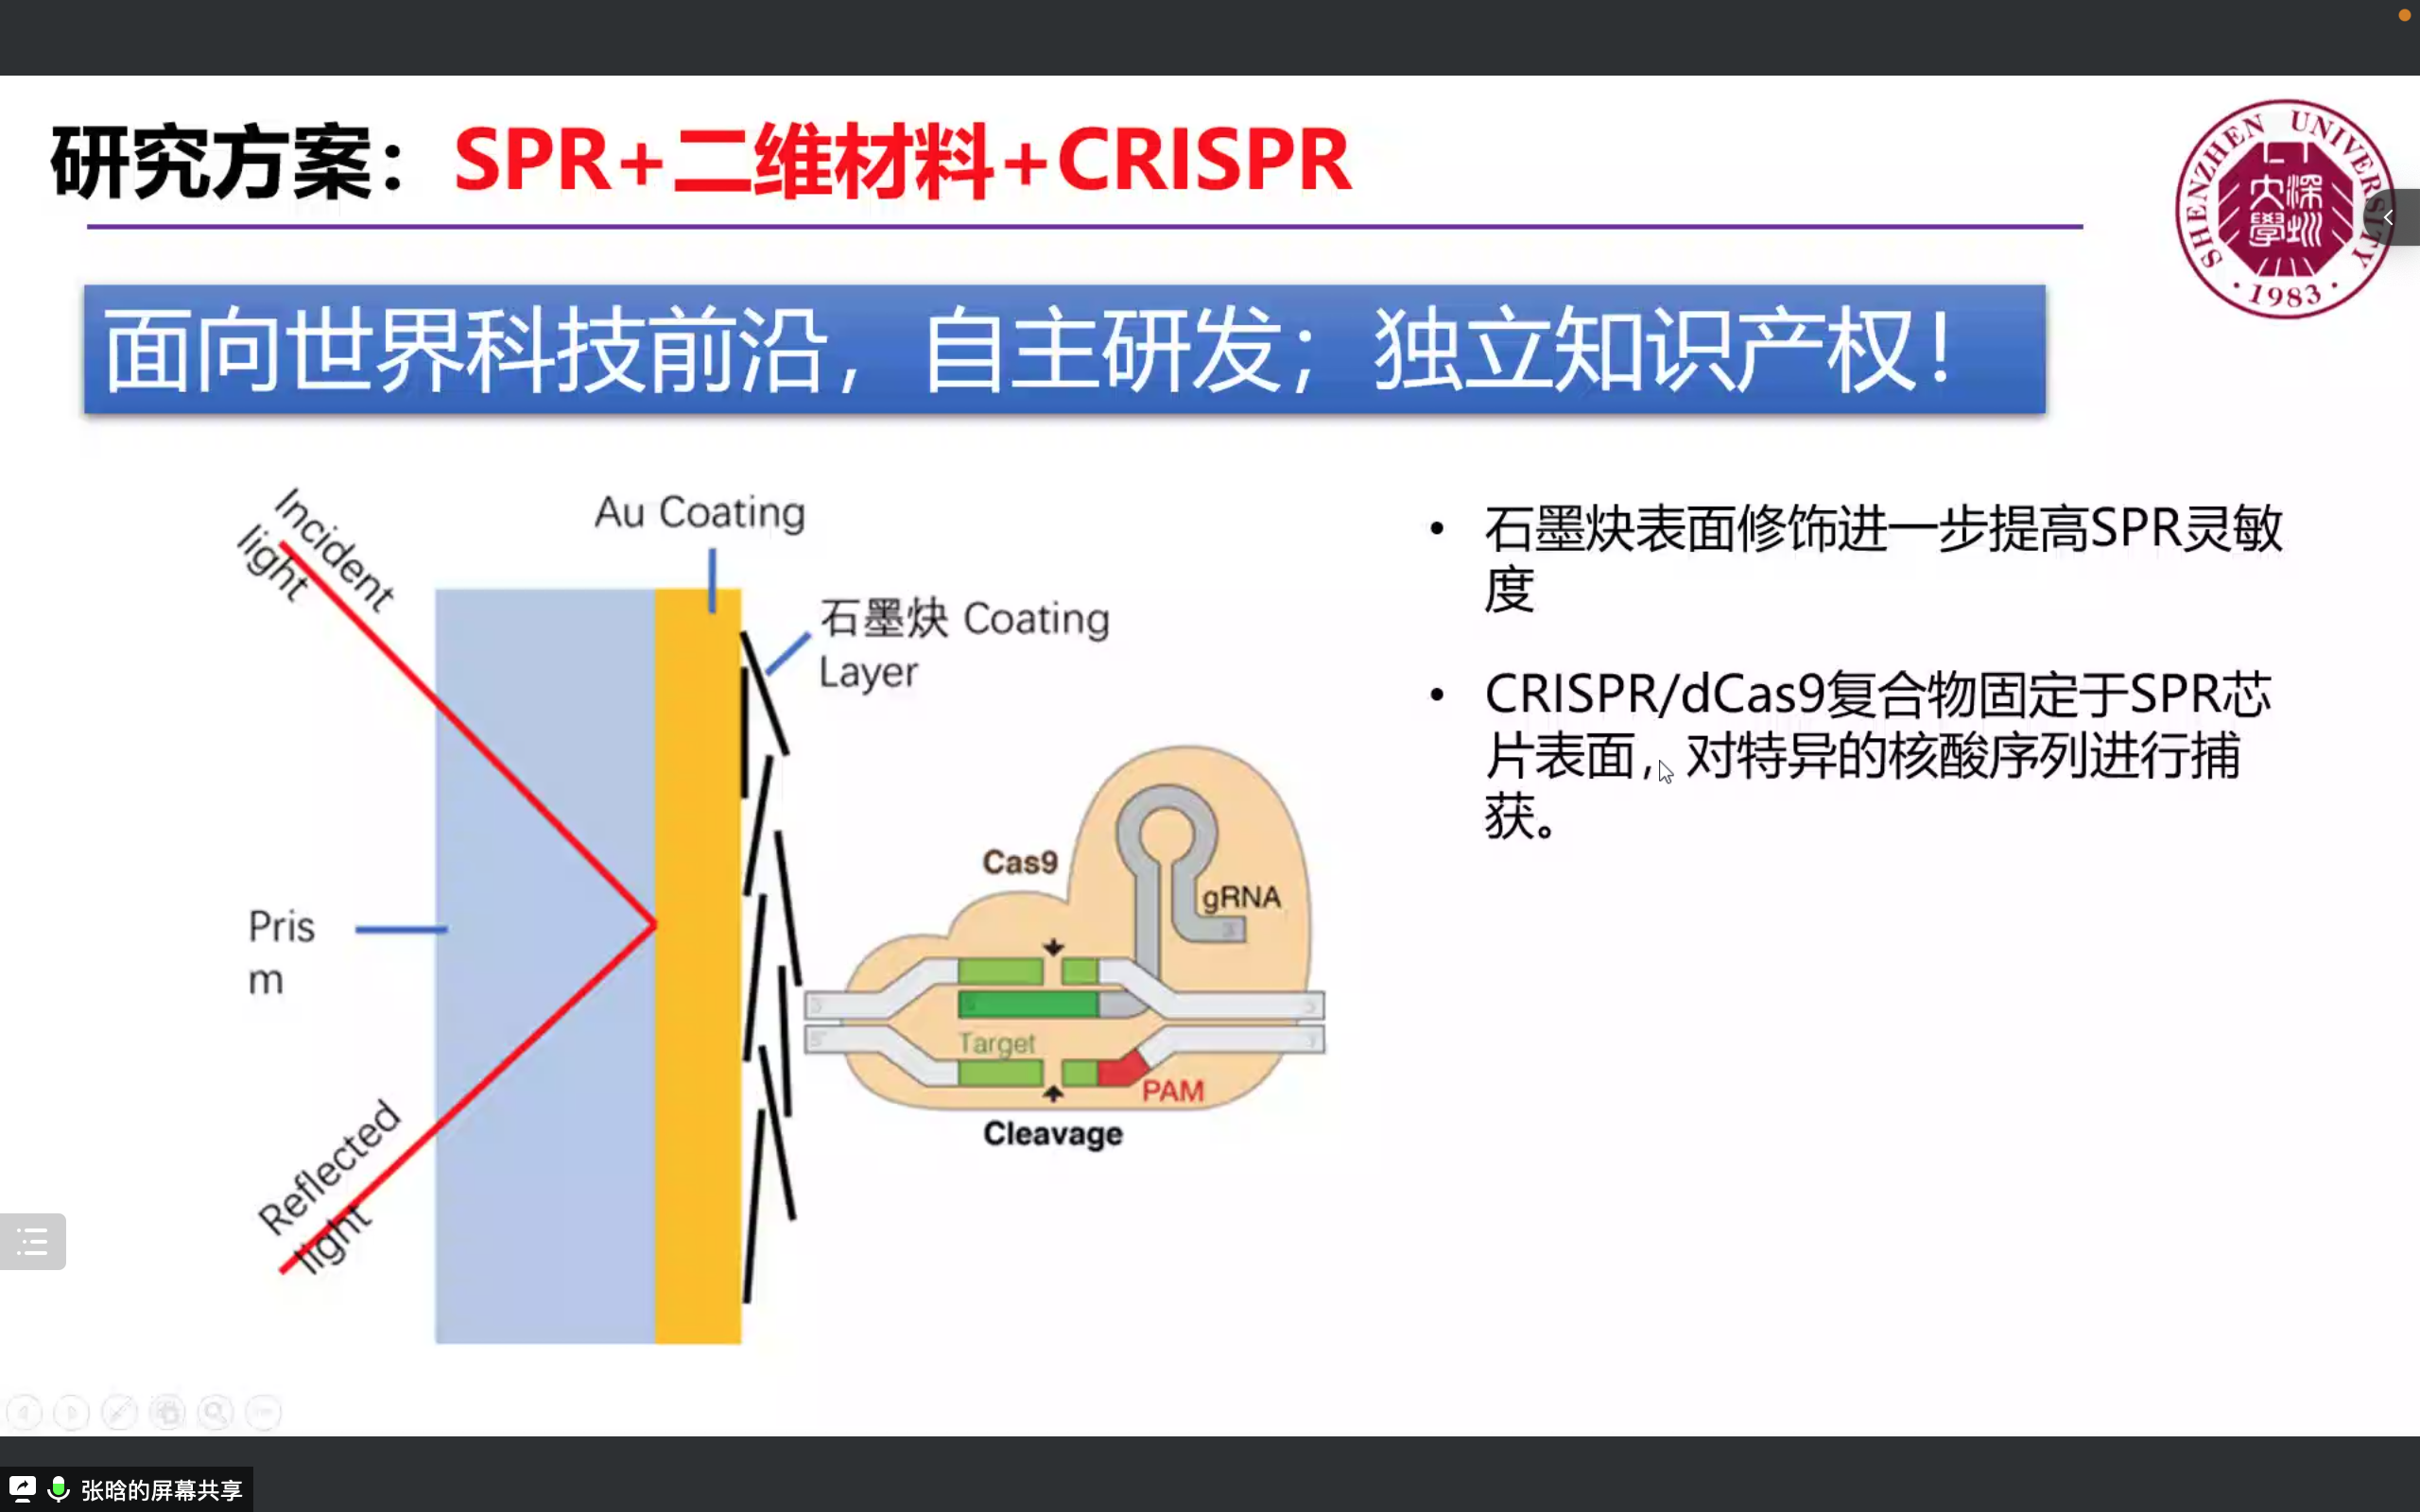 研究方案：SPR+二维材料+CRISPR
SHENZHEN UNIVERSITY
深圳大學
· 1983 ·
面向世界科技前沿，自主研发；独立知识产权！
Incident
light
Au Coating
石墨炔 Coating
Layer
Pris
m
Reflected
light
Cas9
gRNA
Target
PAM
Cleavage
• 石墨炔表面修饰进一步提高SPR灵敏
度
• CRISPR/dCas9复合物固定于SPR芯
片表面，对特异的核酸序列进行捕
获。
张晗的屏幕共享